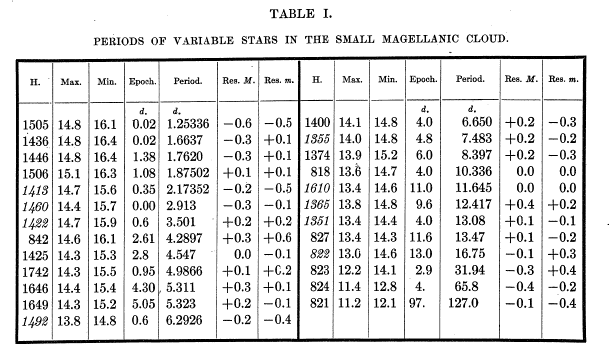 TABLE I.
PERIODS OF VARIABLE STARS IN THE SMALL MAGELLANIC CLOUD.
H. Max. Min. Epoch. Period. Res. M. Res. m. H. Max. Min. Epoch. Period. Res. M. Res. m.
d. d. d. d.
1505 14.8 16.1 0.02 1.25336 −0.6 −0.5 1400 14.1 14.8 4.0 6.650 +0.2 −0.3
1436 14.8 16.4 0.02 1.6637 −0.3 +0.1 1355 14.0 14.8 4.8 7.483 +0.2 −0.2
1446 14.8 16.4 1.38 1.7620 −0.3 +0.1 1374 13.9 15.2 6.0 8.397 +0.2 −0.3
1506 15.1 16.3 1.08 1.87502 +0.1 +0.1 818 13.6 14.7 4.0 10.336 0.0 0.0
1413 14.7 15.6 0.35 2.17352 −0.2 −0.5 1610 13.4 14.6 11.0 11.645 0.0 0.0
1460 14.4 15.7 0.00 2.913 −0.3 −0.1 1365 13.8 14.8 9.6 12.417 +0.4 +0.2
1422 14.7 15.9 0.6 3.501 +0.2 +0.2 1351 13.4 14.4 4.0 13.08 +0.1 −0.1
842 14.6 16.1 2.61 4.2897 +0.3 +0.6 827 13.4 14.3 11.6 13.47 +0.1 −0.2
1425 14.3 15.3 2.8 4.547 0.0 −0.1 822 13.0 14.6 13.0 16.75 −0.1 +0.3
1742 14.3 15.5 0.95 4.9866 +0.1 +0.2 823 12.2 14.1 2.9 31.94 −0.3 +0.4
1646 14.4 15.4 4.30 5.311 +0.3 +0.1 824 11.4 12.8 4. 65.8 −0.4 −0.2
1649 14.3 15.2 5.05 5.323 +0.2 −0.1 821 11.2 12.1 97. 127.0 −0.1 −0.4
1492 13.8 14.8 0.6 6.2926 −0.2 −0.4